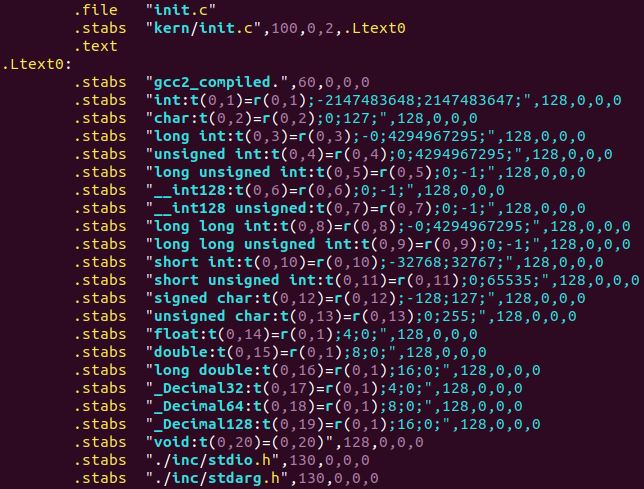 .file "init.c"
.stabs "kern/init.c",100,0,2,.Ltext0
.text
.Ltext0:
.stabs "gcc2_compiled.",60,0,0,0
.stabs "int:t(0,1)=r(0,1);-2147483648;2147483647;",128,0,0,0
.stabs "char:t(0,2)=r(0,2);0;127;",128,0,0,0
.stabs "long int:t(0,3)=r(0,3);-0;4294967295;",128,0,0,0
.stabs "unsigned int:t(0,4)=r(0,4);0;4294967295;",128,0,0,0
.stabs "long unsigned int:t(0,5)=r(0,5);0;-1;",128,0,0,0
.stabs "__int128:t(0,6)=r(0,6);0;-1;",128,0,0,0
.stabs "__int128 unsigned:t(0,7)=r(0,7);0;-1;",128,0,0,0
.stabs "long long int:t(0,8)=r(0,8);-0;4294967295;",128,0,0,0
.stabs "long long unsigned int:t(0,9)=r(0,9);0;-1;",128,0,0,0
.stabs "short int:t(0,10)=r(0,10);-32768;32767;",128,0,0,0
.stabs "short unsigned int:t(0,11)=r(0,11);0;65535;",128,0,0,0
.stabs "signed char:t(0,12)=r(0,12);-128;127;",128,0,0,0
.stabs "unsigned char:t(0,13)=r(0,13);0;255;",128,0,0,0
.stabs "float:t(0,14)=r(0,1);4;0;",128,0,0,0
.stabs "double:t(0,15)=r(0,1);8;0;",128,0,0,0
.stabs "long double:t(0,16)=r(0,1);16;0;",128,0,0,0
.stabs "_Decimal32:t(0,17)=r(0,1);4;0;",128,0,0,0
.stabs "_Decimal64:t(0,18)=r(0,1);8;0;",128,0,0,0
.stabs "_Decimal128:t(0,19)=r(0,1);16;0;",128,0,0,0
.stabs "void:t(0,20)=(0,20)",128,0,0,0
.stabs "./inc/stdio.h",130,0,0,0
.stabs "./inc/stdarg.h",130,0,0,0